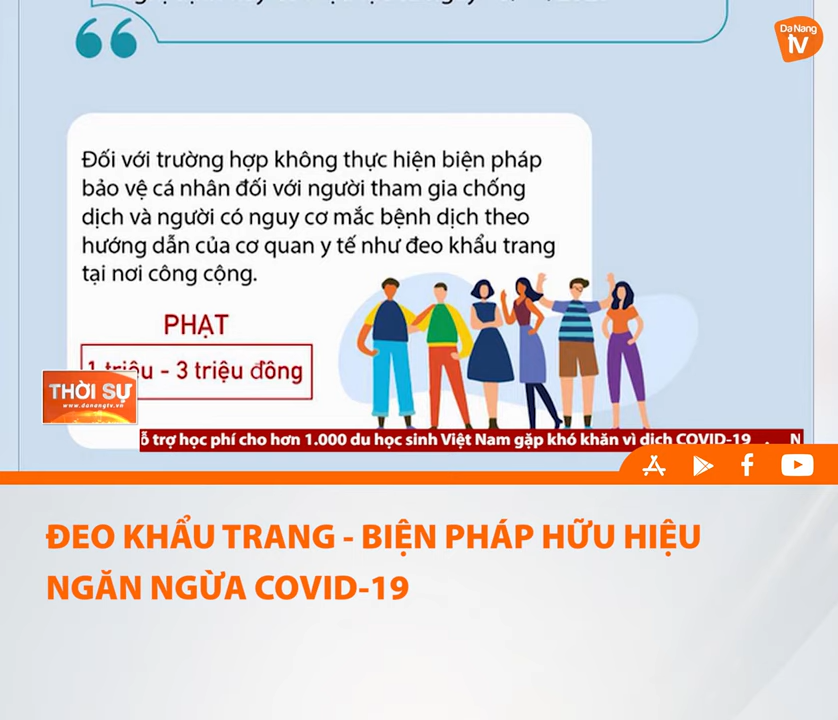 Da Nang
tv
Đối với trường hợp không thực hiện biện pháp
bảo vệ cá nhân đối với người tham gia chống
dịch và người có nguy cơ mắc bệnh dịch theo
hướng dẫn của cơ quan y tế như đeo khẩu trang
tại nơi công cộng.
PHẠT
1 triệu - 3 triệu đồng
THỜI SỰ
www.danangtv.vn
ỗ trợ học phí cho hơn 1.000 du học sinh Việt Nam gặp khó khăn vì dịch COVID-19 . N
ĐEO KHẨU TRANG - BIỆN PHÁP HỮU HIỆU
NGĂN NGỪA COVID-19